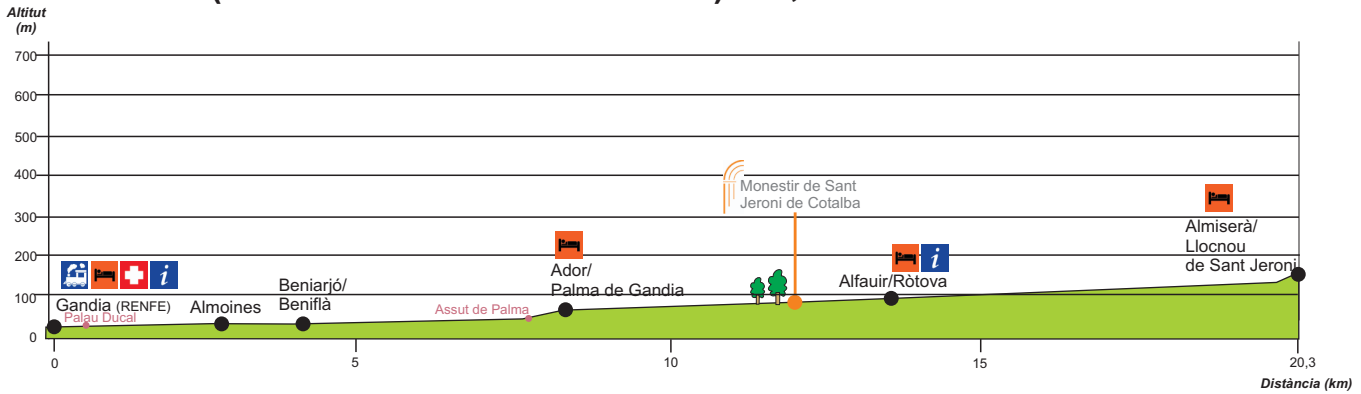 Altitut
(m)
700
600
500
400
300
200
100
0
Monestir de Sant
Jeroni de Cotalba
Almiserà/
Llocnou
de Sant Jeroni
Ador/
Palma de Gandia
i
Alfauir/Ròtova
Beniarjó/
Beniflà
i
Gandia (RENFE)
Palau Ducal
Almoines
Assut de Palma
0
5
10
15
20,3
Distància (km)